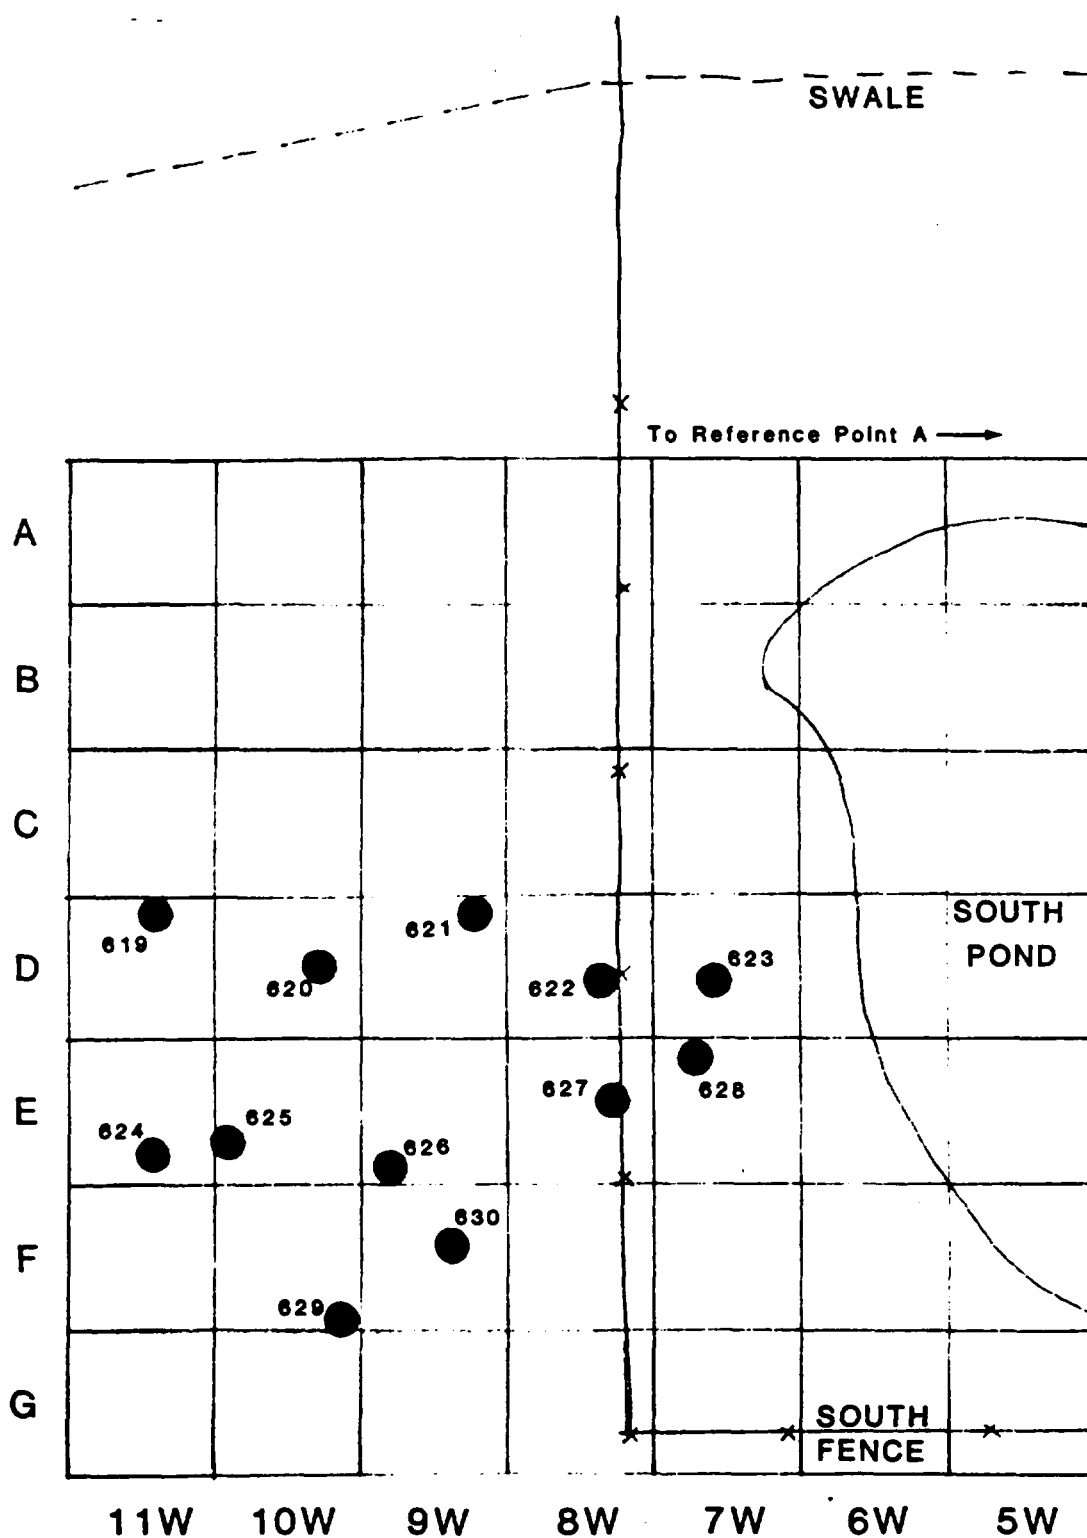 SWALE
To Reference Point A
A
B
C
D
E
F
G
SOUTH
POND
619
620
621
622
623
624
625
626
627
628
629
630
SOUTH
FENCE
11W 10W 9W 8W 7W 6W 5W